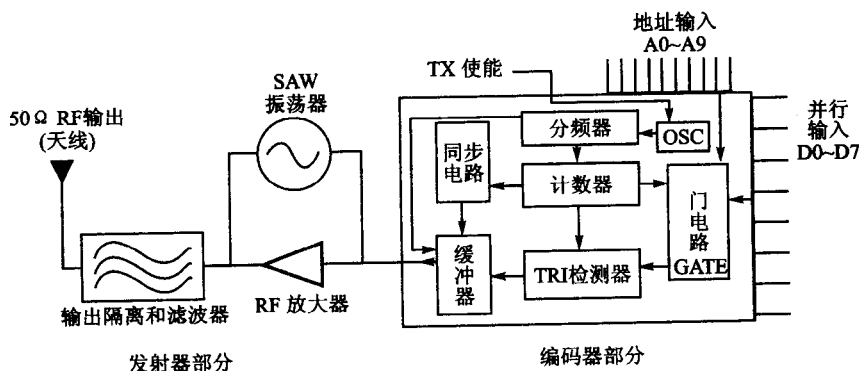 地址输入
A0~A9
TX 使能
SAW
振荡器
50Ω RF输出
(天线)
并行
输入
D0~D7
分频器
OSC
同步
电路
计数器
门
电
路
GATE
缓
冲
器
TRI检测器
RF 放大器
输出隔离和滤波器
发射器部分
编码器部分